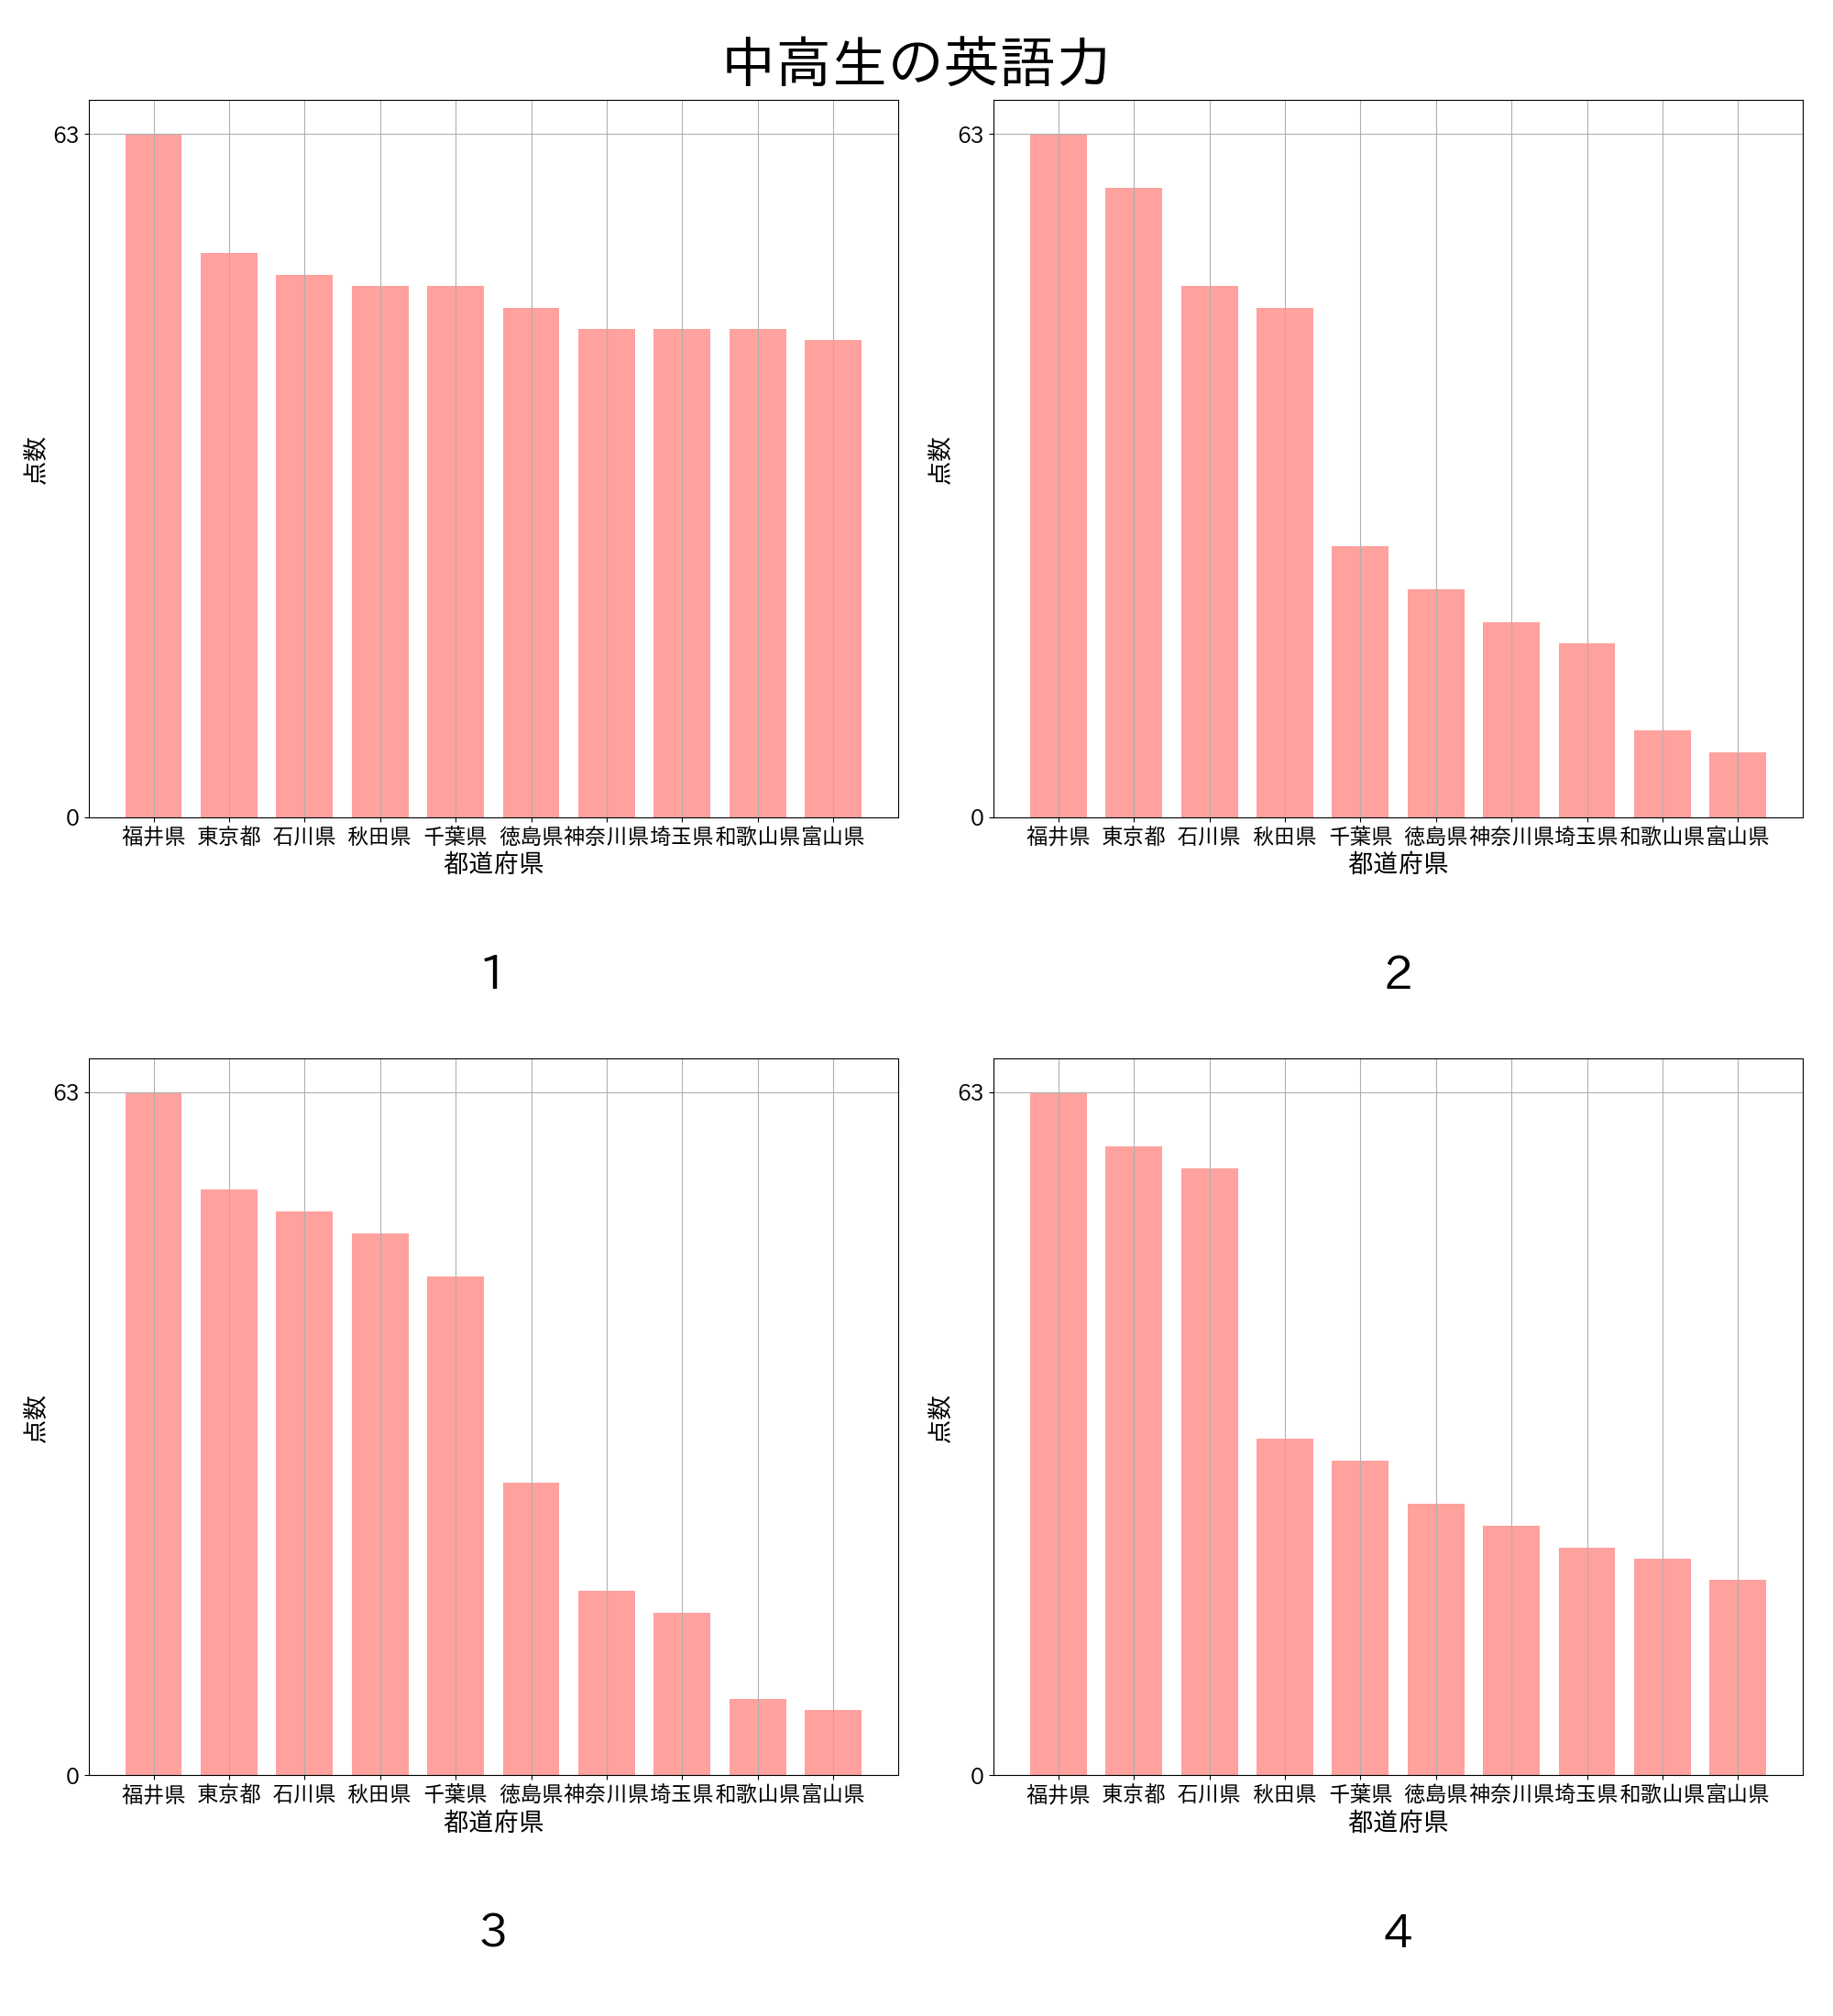 中高生の英語力
63
点数
0
福井県 東京都 石川県 秋田県 千葉県 徳島県 神奈川県 埼玉県 和歌山県 富山県
都道府県
1
63
点数
0
福井県 東京都 石川県 秋田県 千葉県 徳島県 神奈川県 埼玉県 和歌山県 富山県
都道府県
2
63
点数
0
福井県 東京都 石川県 秋田県 千葉県 徳島県 神奈川県 埼玉県 和歌山県 富山県
都道府県
3
63
点数
0
福井県 東京都 石川県 秋田県 千葉県 徳島県 神奈川県 埼玉県 和歌山県 富山県
都道府県
4